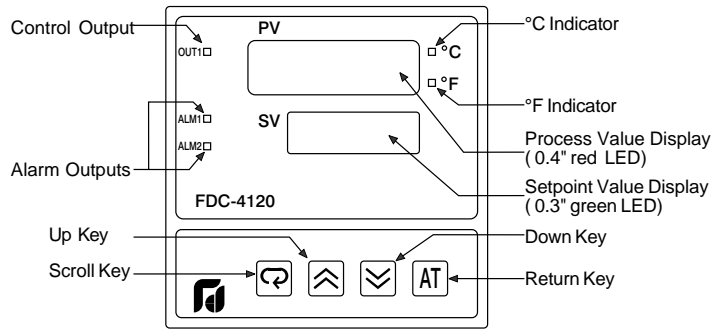 Control Output
PV
°C Indicator
OUT1
°C
°F
°F Indicator
ALM1
SV
ALM2
Process Value Display
( 0.4" red LED)
Alarm Outputs
Setpoint Value Display
( 0.3" green LED)
FDC-4120
Up Key
Down Key
Scroll Key
AT
Return Key